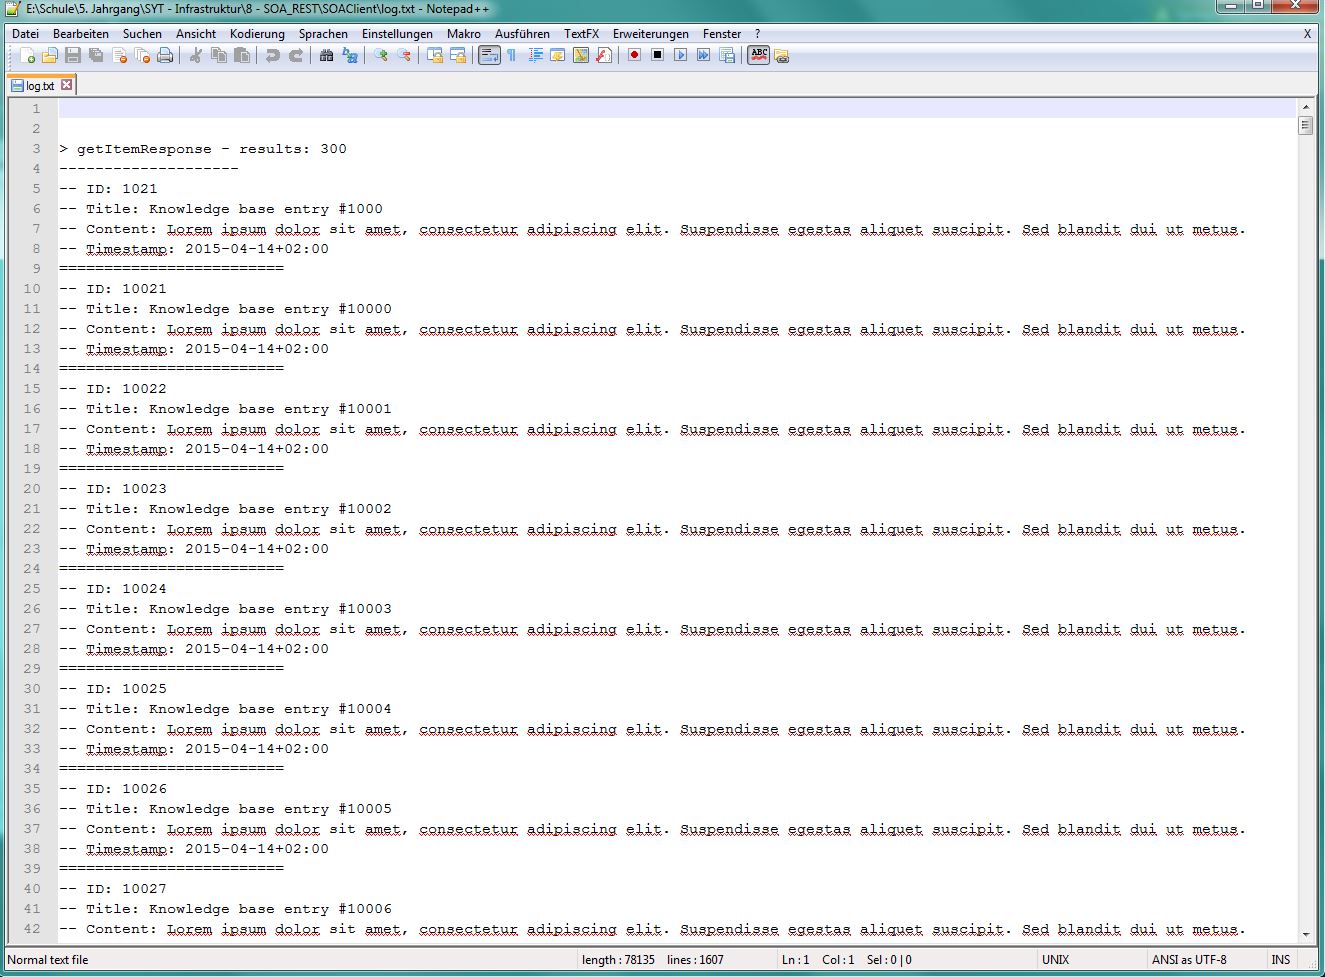 E:\Schule\5. Jahrgang\SYT - Infrastruktur\8 - SOA_REST\SOAClient\log.txt - Notepad++
Datei Bearbeiten Suchen Ansicht Kodierung Sprachen Einstellungen Makro Ausführen TextFX Erweiterungen Fenster ? X
ABC
log.txt
1
2
3 > getItemResponse - results: 300
4 --------------------
5 -- ID: 1021
6 -- Title: Knowledge base entry #1000
7 -- Content: Lorem ipsum dolor sit amet, consectetur adipiscing elit. Suspendisse egestas aliquet suscipit. Sed blandit dui ut metus.
8 -- Timestamp: 2015-04-14+02:00
9 =========================
10 -- ID: 10021
11 -- Title: Knowledge base entry #10000
12 -- Content: Lorem ipsum dolor sit amet, consectetur adipiscing elit. Suspendisse egestas aliquet suscipit. Sed blandit dui ut metus.
13 -- Timestamp: 2015-04-14+02:00
14 =========================
15 -- ID: 10022
16 -- Title: Knowledge base entry #10001
17 -- Content: Lorem ipsum dolor sit amet, consectetur adipiscing elit. Suspendisse egestas aliquet suscipit. Sed blandit dui ut metus.
18 -- Timestamp: 2015-04-14+02:00
19 =========================
20 -- ID: 10023
21 -- Title: Knowledge base entry #10002
22 -- Content: Lorem ipsum dolor sit amet, consectetur adipiscing elit. Suspendisse egestas aliquet suscipit. Sed blandit dui ut metus.
23 -- Timestamp: 2015-04-14+02:00
24 =========================
25 -- ID: 10024
26 -- Title: Knowledge base entry #10003
27 -- Content: Lorem ipsum dolor sit amet, consectetur adipiscing elit. Suspendisse egestas aliquet suscipit. Sed blandit dui ut metus.
28 -- Timestamp: 2015-04-14+02:00
29 =========================
30 -- ID: 10025
31 -- Title: Knowledge base entry #10004
32 -- Content: Lorem ipsum dolor sit amet, consectetur adipiscing elit. Suspendisse egestas aliquet suscipit. Sed blandit dui ut metus.
33 -- Timestamp: 2015-04-14+02:00
34 =========================
35 -- ID: 10026
36 -- Title: Knowledge base entry #10005
37 -- Content: Lorem ipsum dolor sit amet, consectetur adipiscing elit. Suspendisse egestas aliquet suscipit. Sed blandit dui ut metus.
38 -- Timestamp: 2015-04-14+02:00
39 =========================
40 -- ID: 10027
41 -- Title: Knowledge base entry #10006
42 -- Content: Lorem ipsum dolor sit amet, consectetur adipiscing elit. Suspendisse egestas aliquet suscipit. Sed blandit dui ut metus.
Normal text file length : 78135 lines : 1607 Ln : 1 Col : 1 Sel : 0 | 0 UNIX ANSI as UTF-8 INS